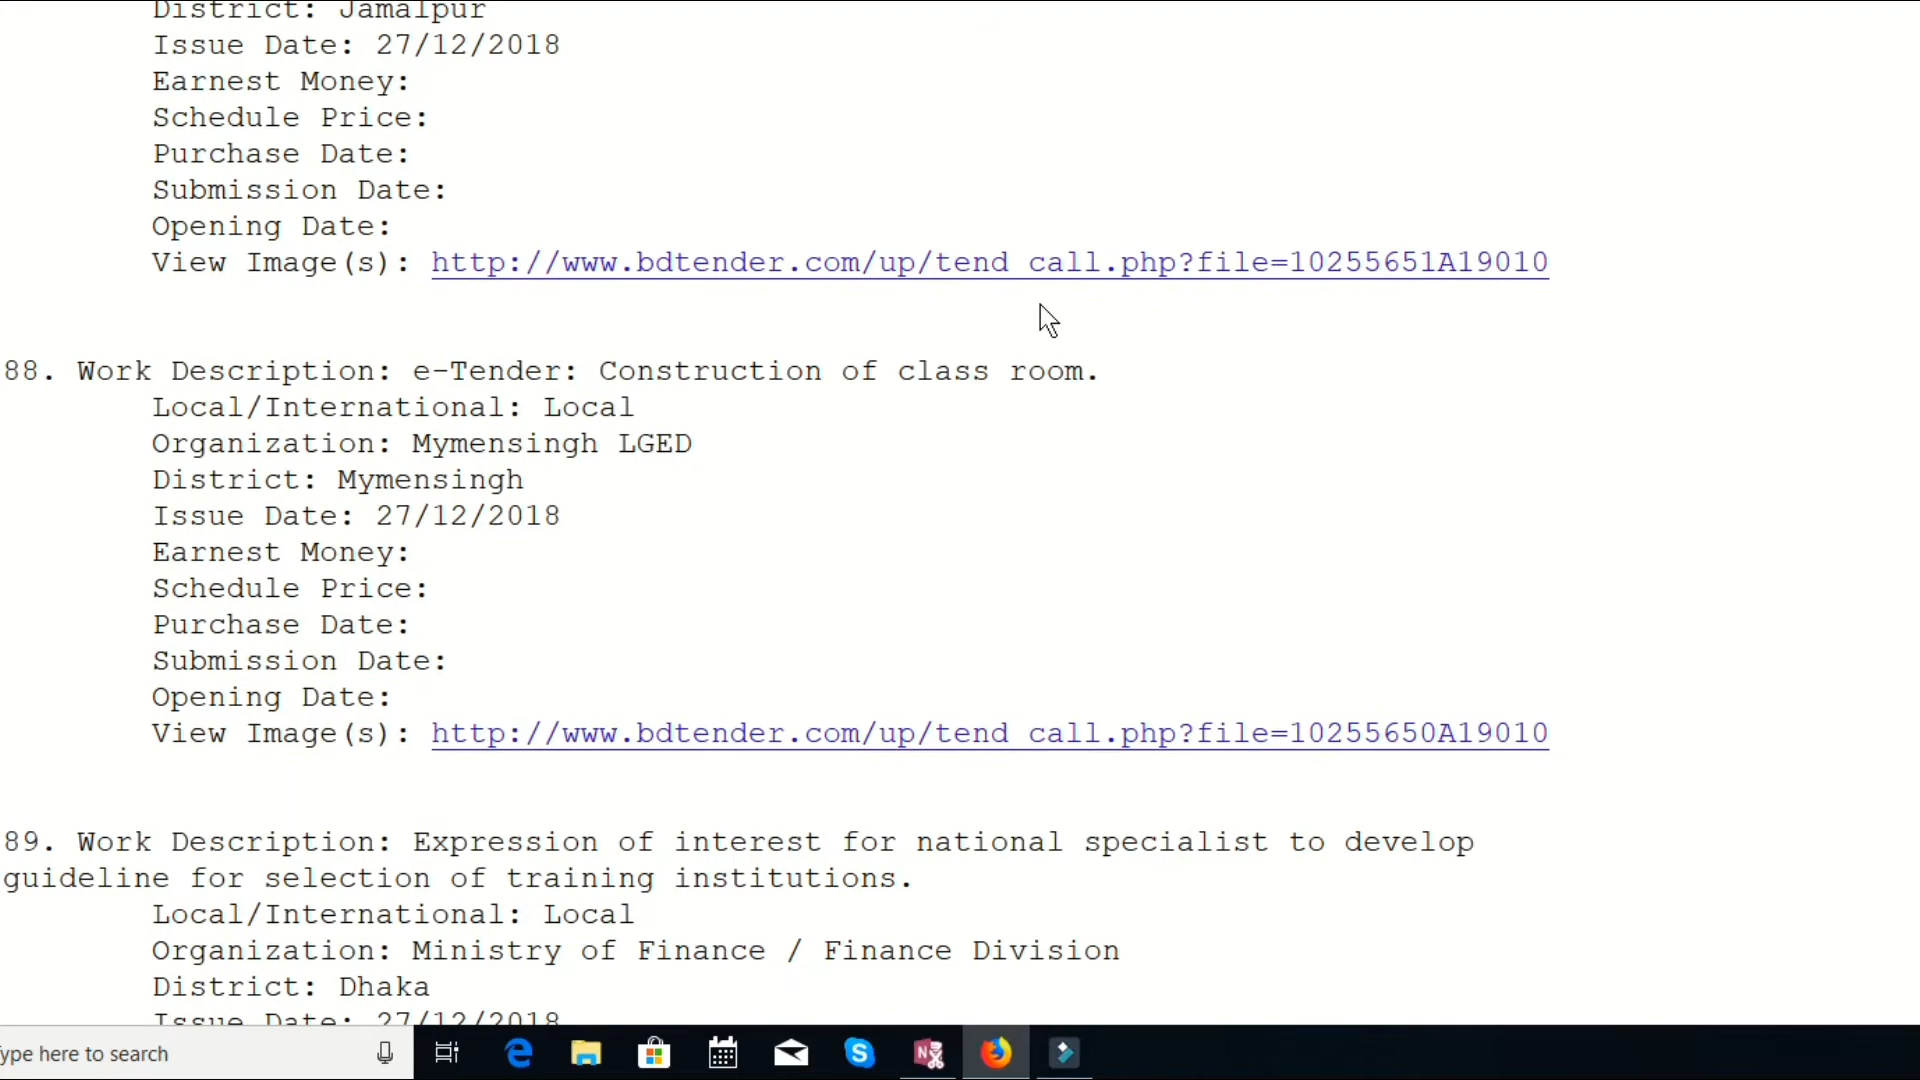 District: Jamalpur
Issue Date: 27/12/2018
Earnest Money:
Schedule Price:
Purchase Date:
Submission Date:
Opening Date:
View Image(s): http://www.bdtender.com/up/tend call.php?file=10255651A19010
88. Work Description: e-Tender: Construction of class room.
Local/International: Local
Organization: Mymensingh LGED
District: Mymensingh
Issue Date: 27/12/2018
Earnest Money:
Schedule Price:
Purchase Date:
Submission Date:
Opening Date:
View Image(s): http://www.bdtender.com/up/tend call.php?file=10255650A19010
89. Work Description: Expression of interest for national specialist to develop
guideline for selection of training institutions.
Local/International: Local
Organization: Ministry of Finance / Finance Division
District: Dhaka
Issue Date: 27/12/2018
ype here to search